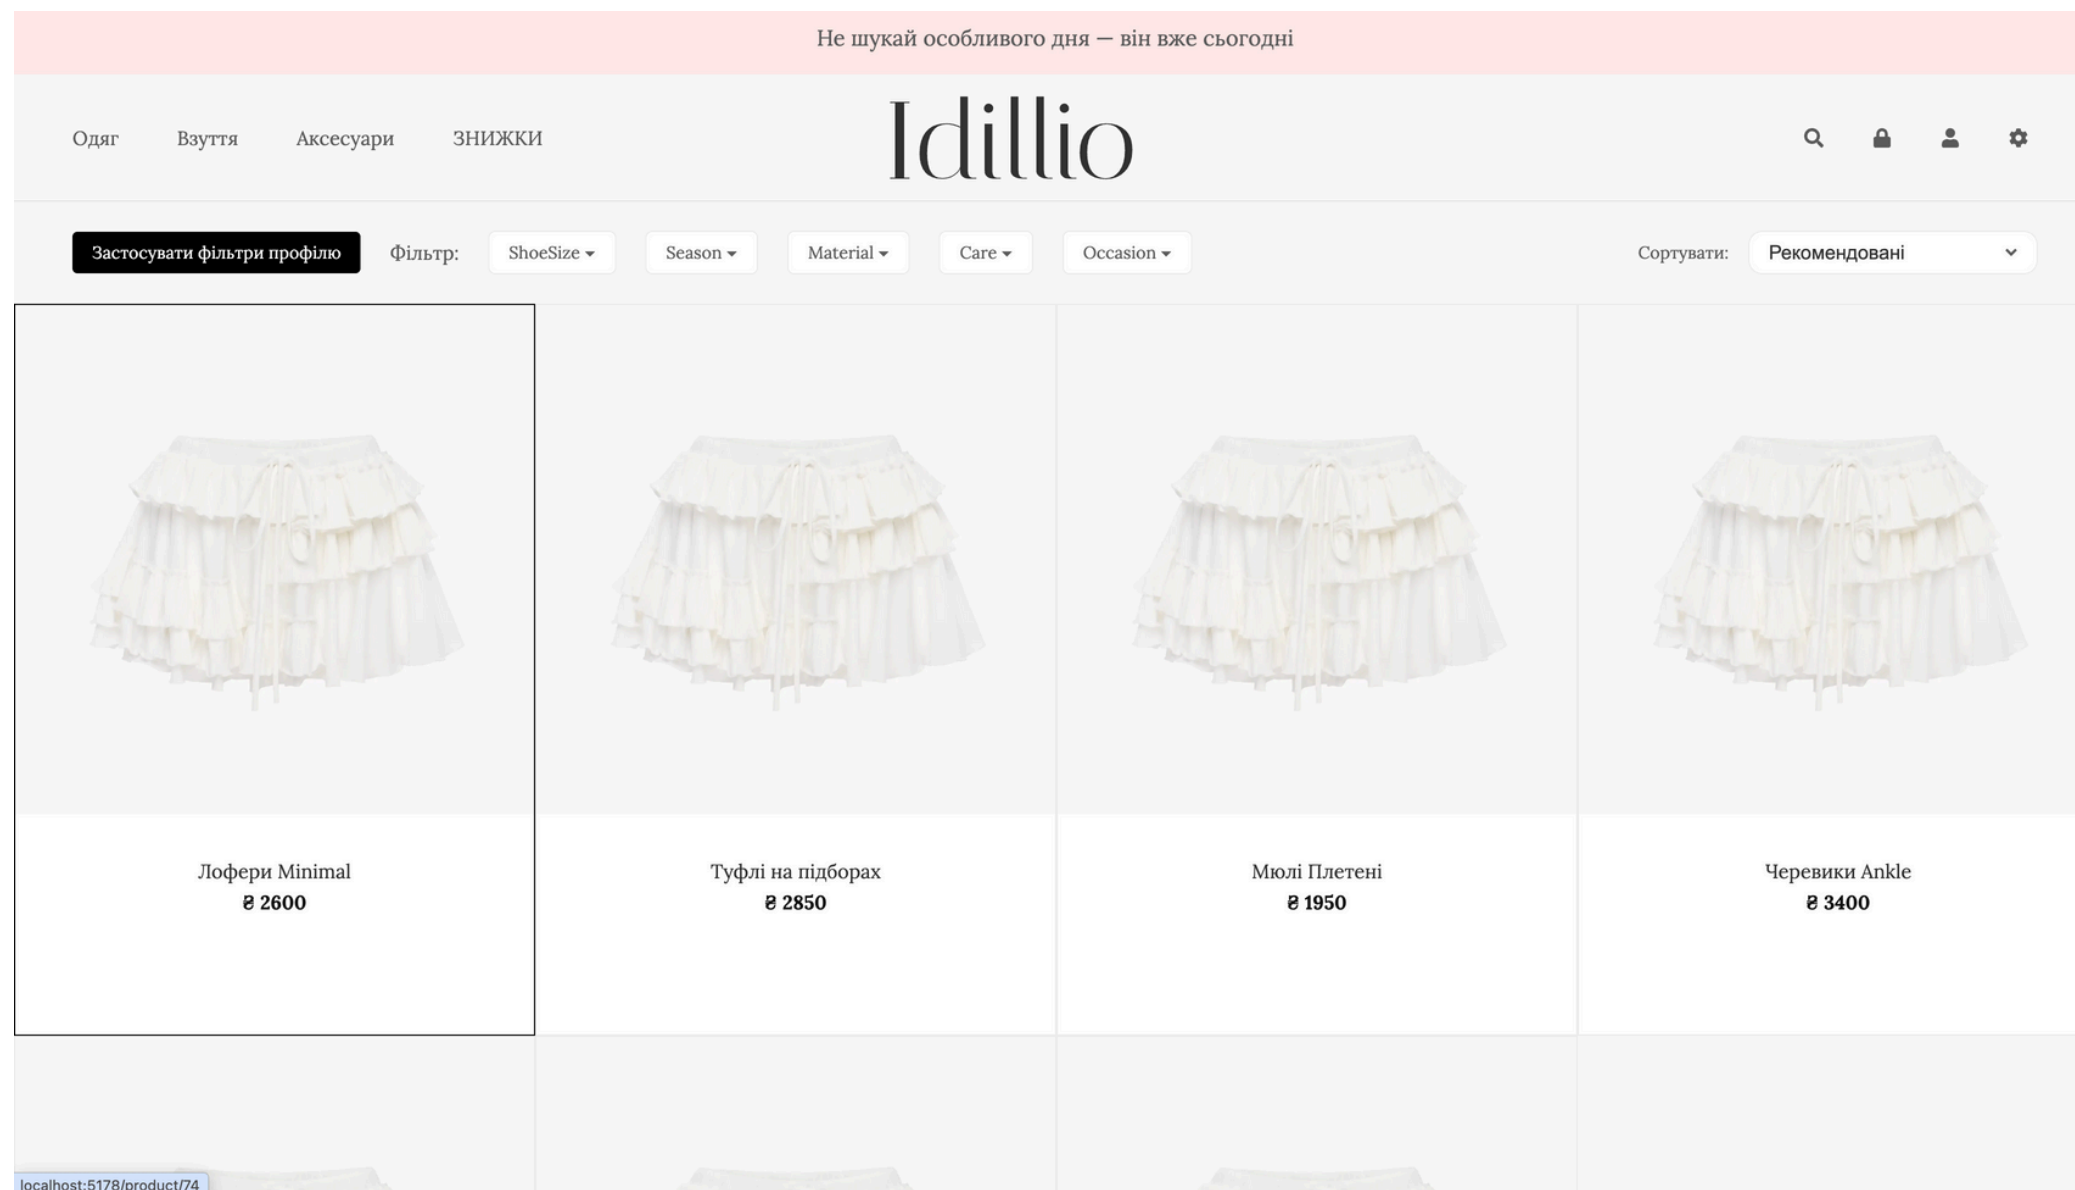 Не шукай особливого дня — він вже сьогодні
Одяг Взуття Аксесуари ЗНИЖКИ Idillio
Застосувати фільтри профілю Фільтр: ShoeSize Season Material Care Occasion Сортувати: Рекомендовані
Лофери Minimal
₴ 2600
Туфлі на підборах
₴ 2850
Мюлі Плетені
₴ 1950
Черевики Ankle
₴ 3400
localhost:5178/product/74